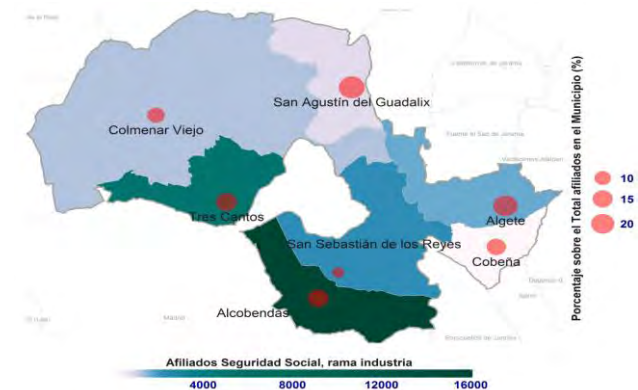 San Agustín del Guadalix
Colmenar Viejo
Tres Cantos
Algete
San Sebastián de los Reyes
Cobeña
Alcobendas
Madrid
Porcentaje sobre el Total afiliados en el Municipio (%)
10
15
20
Afiliados Seguridad Social, rama industria
4000 8000 12000 16000